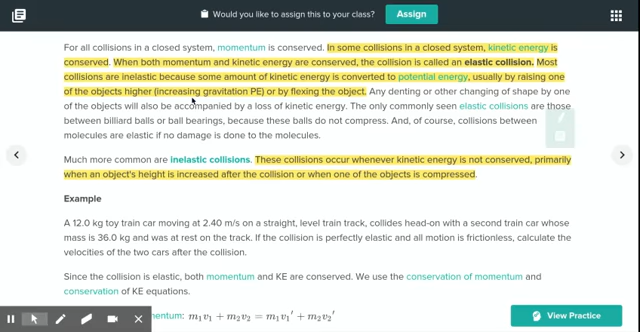 Would you like to assign this to your class?
Assign
For all collisions in a closed system, momentum is conserved. In some collisions in a closed system, kinetic energy is
conserved. When both momentum and kinetic energy are conserved, the collision is called an elastic collision. Most
collisions are inelastic because some amount of kinetic energy is converted to potential energy, usually by raising one
of the objects higher (increasing gravitation PE) or by flexing the object. Any denting or other changing of shape by one
of the objects will also be accompanied by a loss of kinetic energy. The only commonly seen elastic collisions are those
between billiard balls or ball bearings, because these balls do not compress. And, of course, collisions between
molecules are elastic if no damage is done to the molecules.
Much more common are inelastic collisions. These collisions occur whenever kinetic energy is not conserved, primarily
when an object's height is increased after the collision or when one of the objects is compressed.
Example
A 12.0 kg toy train car moving at 2.40 m/s on a straight, level train track, collides head-on with a second train car whose
mass is 36.0 kg and was at rest on the track. If the collision is perfectly elastic and all motion is frictionless, calculate the
velocities of the two cars after the collision.
Since the collision is elastic, both momentum and KE are conserved. We use the conservation of momentum and
conservation of KE equations.
mentum: m₁v₁ + m₂v₂ = m₁v₁′ + m₂v₂′
View Practice